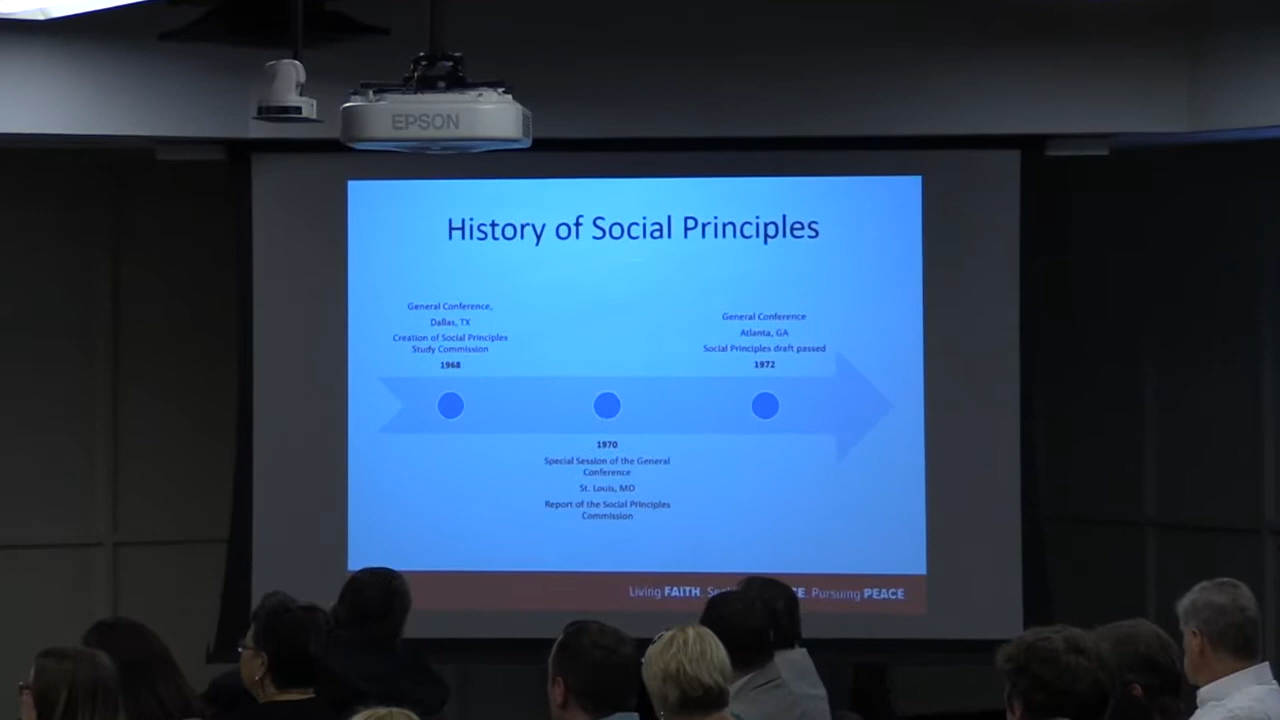 EPSON
History of Social Principles
General Conference,
Dallas, TX
Creation of Social Principles
Study Commission
1968
General Conference
Atlanta, GA
Social Principles draft passed
1972
1970
Special Session of the General
Conference
St. Louis, MO
Report of the Social Principles
Commission
Living FAITH. Pursuing PEACE